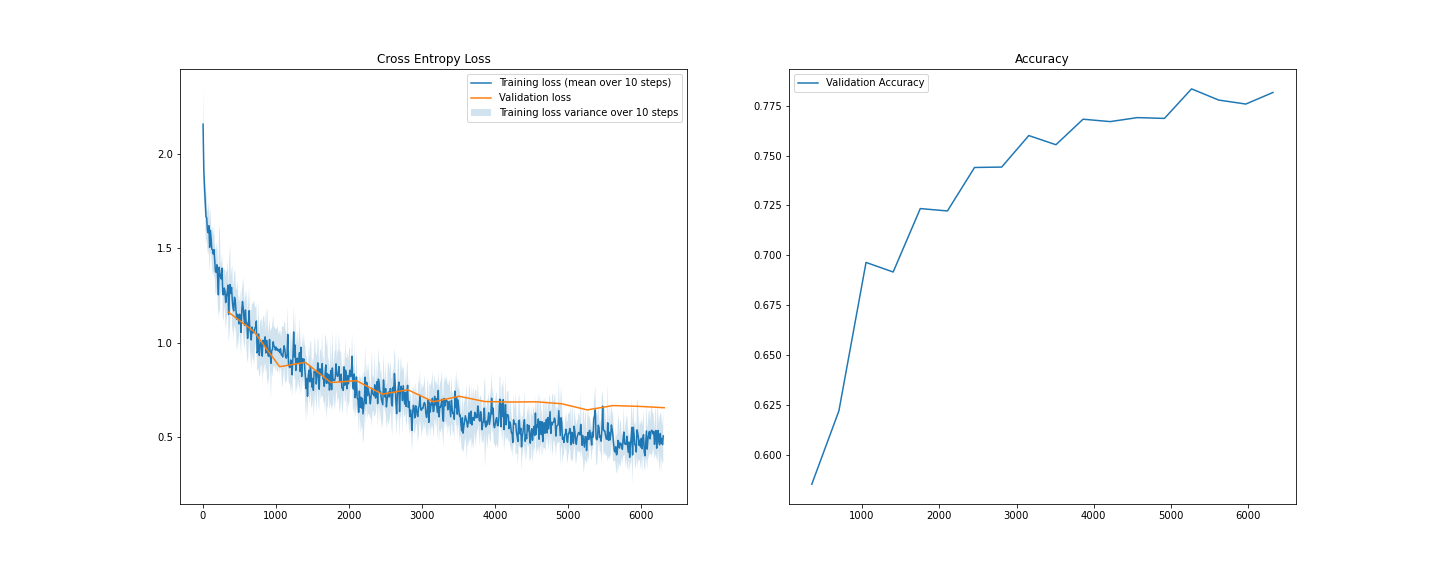 Cross Entropy Loss
Training loss (mean over 10 steps)
Validation loss
Training loss variance over 10 steps
2.0
1.5
1.0
0.5
0 1000 2000 3000 4000 5000 6000
Accuracy
Validation Accuracy
0.775
0.750
0.725
0.700
0.675
0.650
0.625
0.600
1000 2000 3000 4000 5000 6000